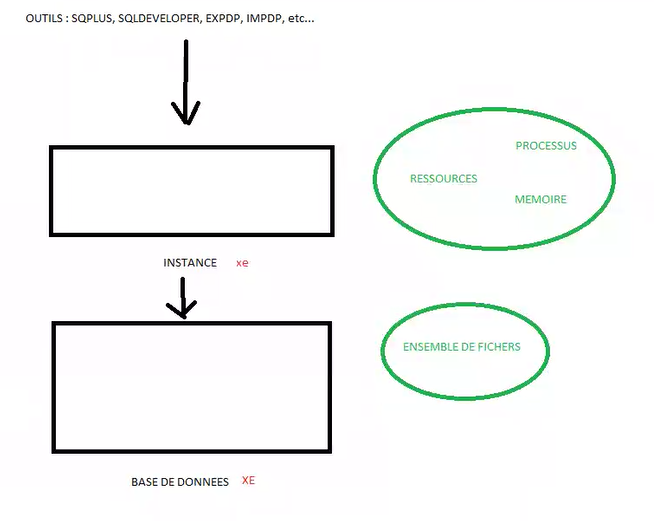 OUTILS : SQPLUS, SQLDEVELOPER, EXPDP, IMPDP, etc...
PROCESSUS
RESSOURCES
MEMOIRE
INSTANCE xe
ENSEMBLE DE FICHERS
BASE DE DONNEES XE